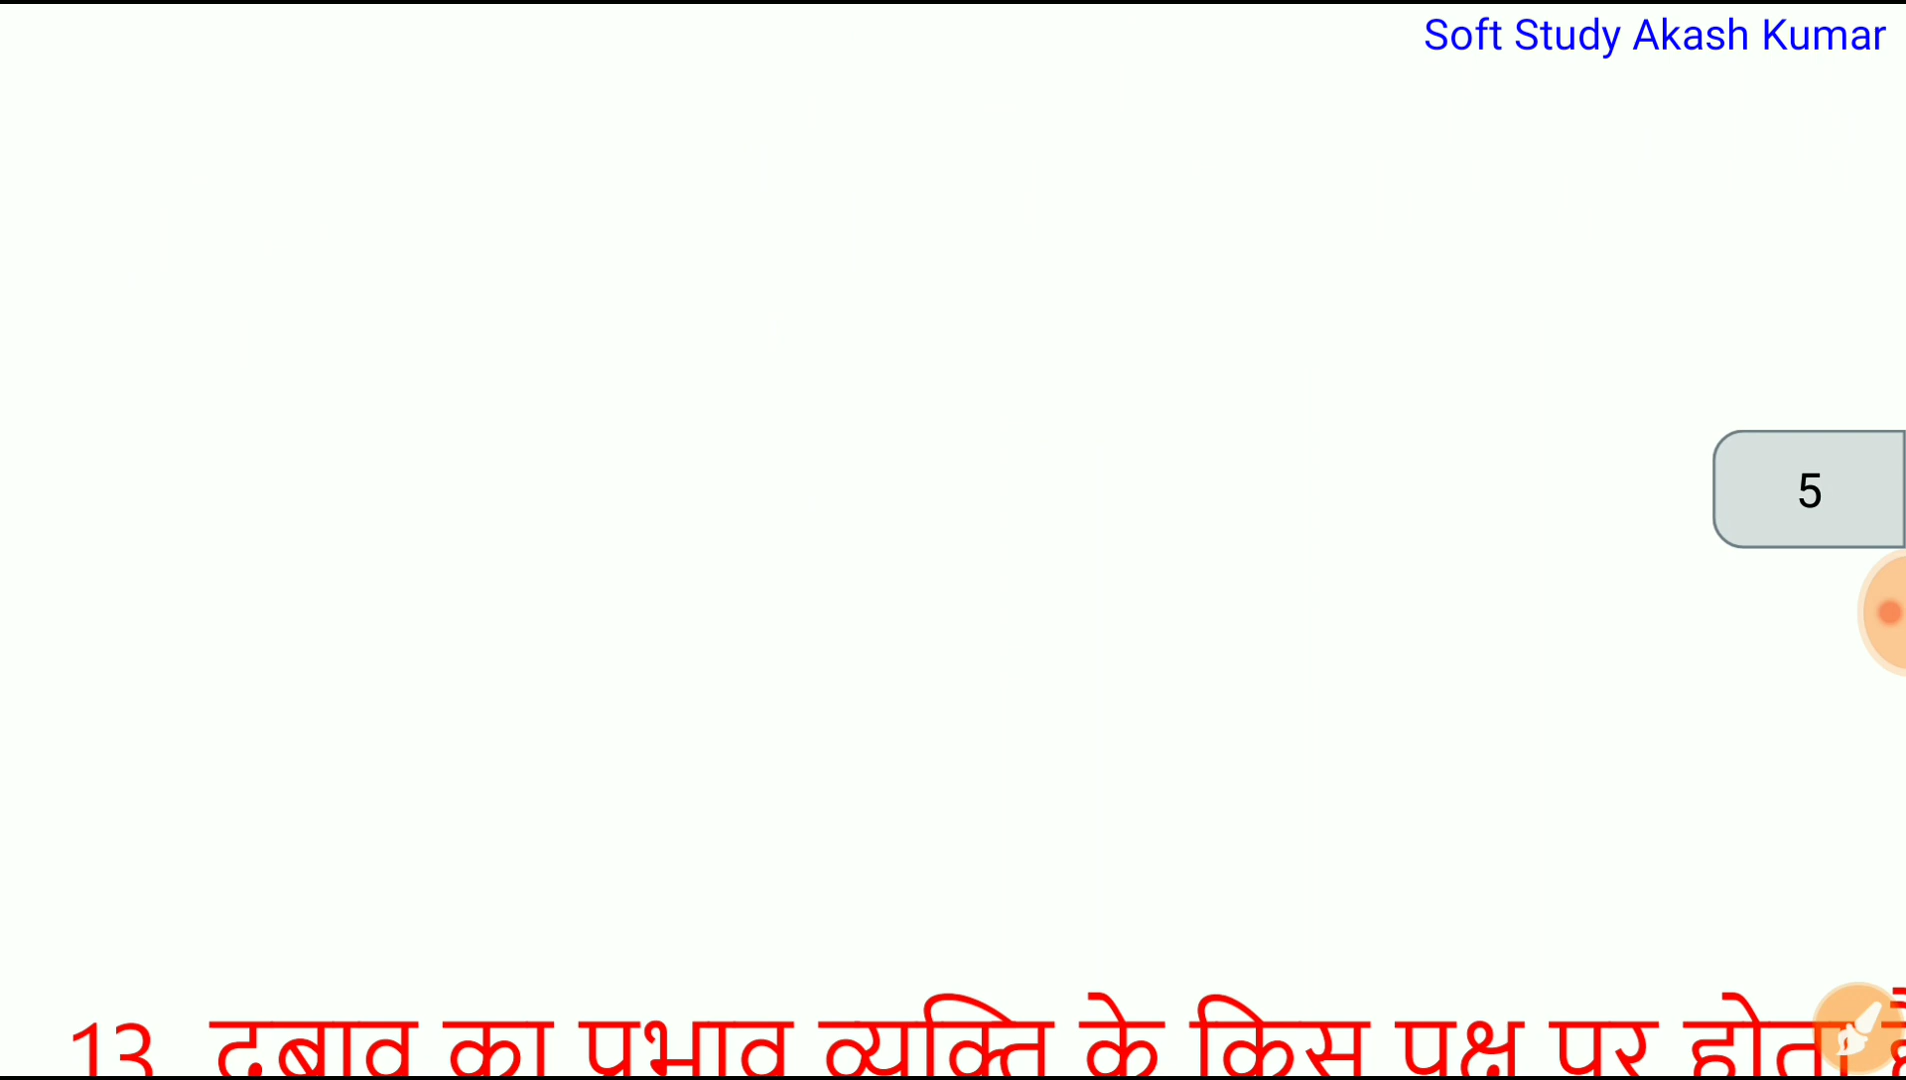 Soft Study Akash Kumar
5
13. दबाव का प्रभाव व्यक्ति के किस पक्ष पर होता